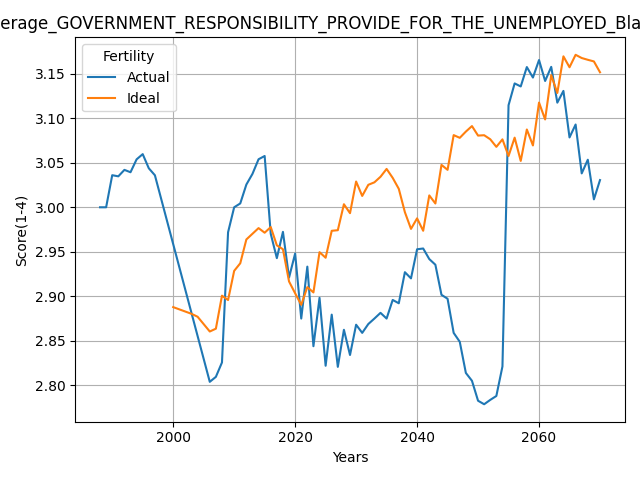 erage_GOVERNMENT_RESPONSIBILITY_PROVIDE_FOR_THE_UNEMPLOYED_Bla
Fertility
Actual
Ideal
Score(1-4)
3.15
3.10
3.05
3.00
2.95
2.90
2.85
2.80
2000 2020 2040 2060
Years